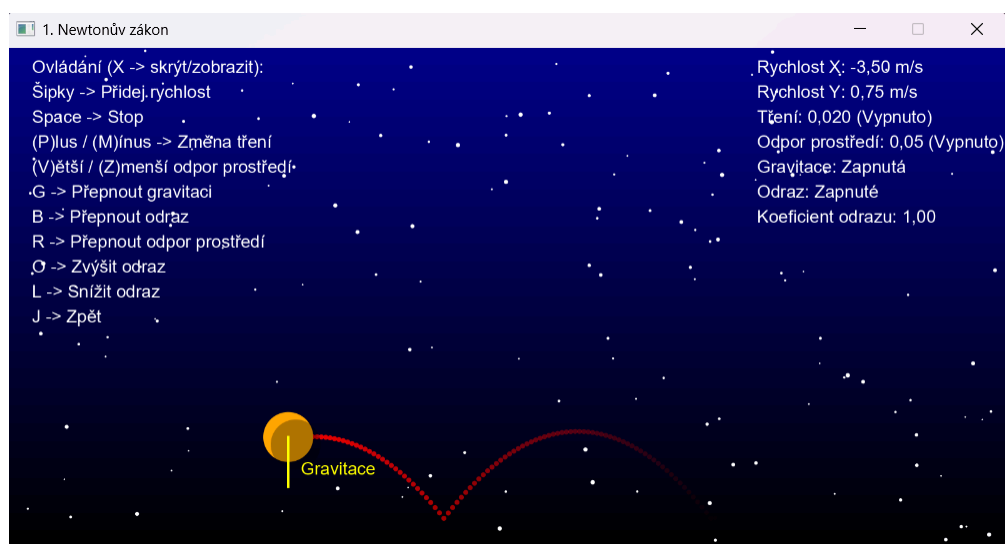 1. Newtonův zákon
Ovládání (X -> skrýt/zobrazit):
Šipky -> Přidej rychlost
Space -> Stop
(P)lus / (M)ínus -> Změna tření
(V)ětší / (Z)menší odpor prostředí
G -> Přepnout gravitaci
B -> Přepnout odraz
R -> Přepnout odpor prostředí
O -> Zvýšit odraz
L -> Snížit odraz
J -> Zpět
Rychlost X: -3,50 m/s
Rychlost Y: 0,75 m/s
Tření: 0,020 (Vypnuto)
Odpor prostředí: 0,05 (Vypnuto)
Gravitace: Zapnutá
Odraz: Zapnuté
Koeficient odrazu: 1,00
Gravitace